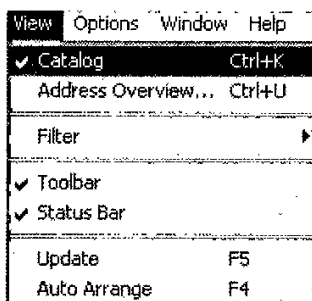 View Options Window Help
Catalog Ctrl+K
Address Overview... Ctrl+U
Filter
Toolbar
Status Bar
Update F5
Auto Arrange F4